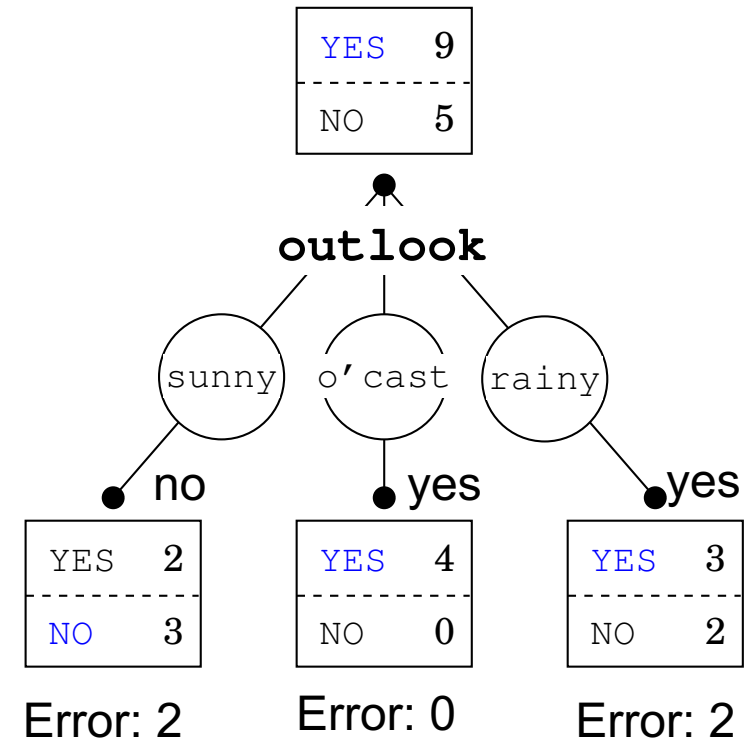 YES 9
NO 5
outlook
sunny o'cast rainy
no yes yes
YES 2 YES 4 YES 3
NO 3 NO 0 NO 2
Error: 2 Error: 0 Error: 2